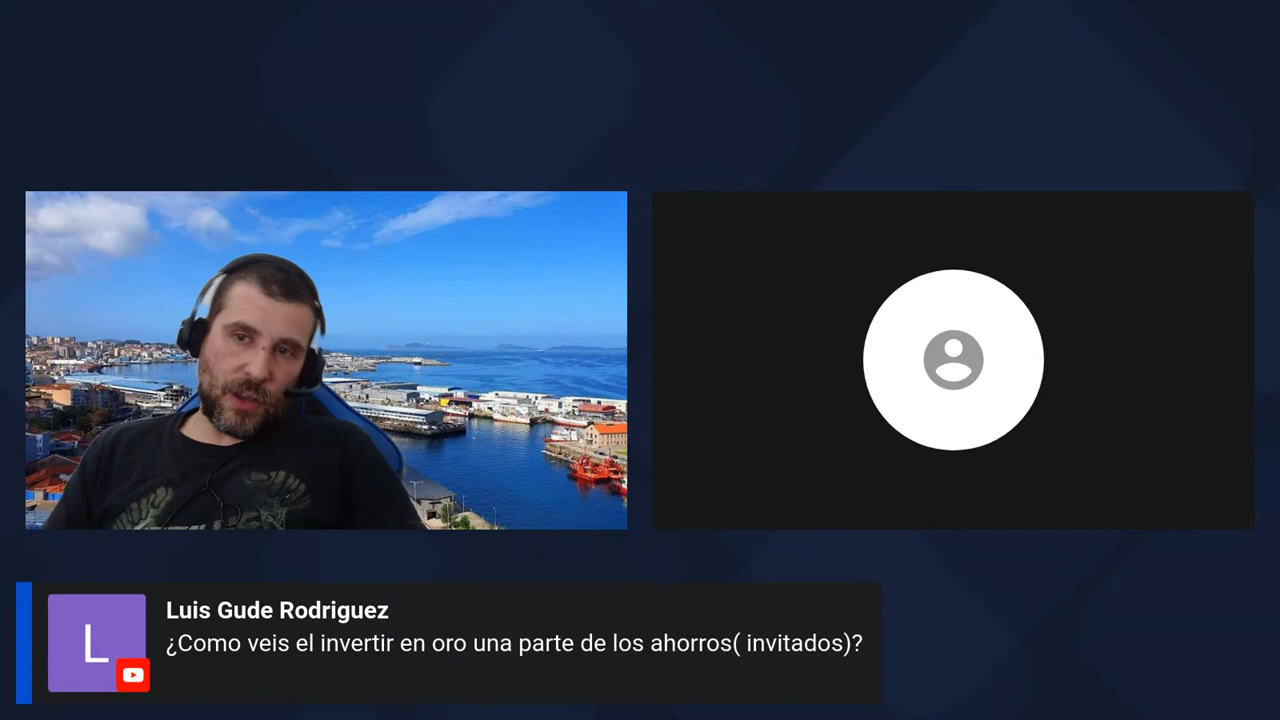 Luis Gude Rodriguez
¿Como veis el invertir en oro una parte de los ahorros( invitados)?
L